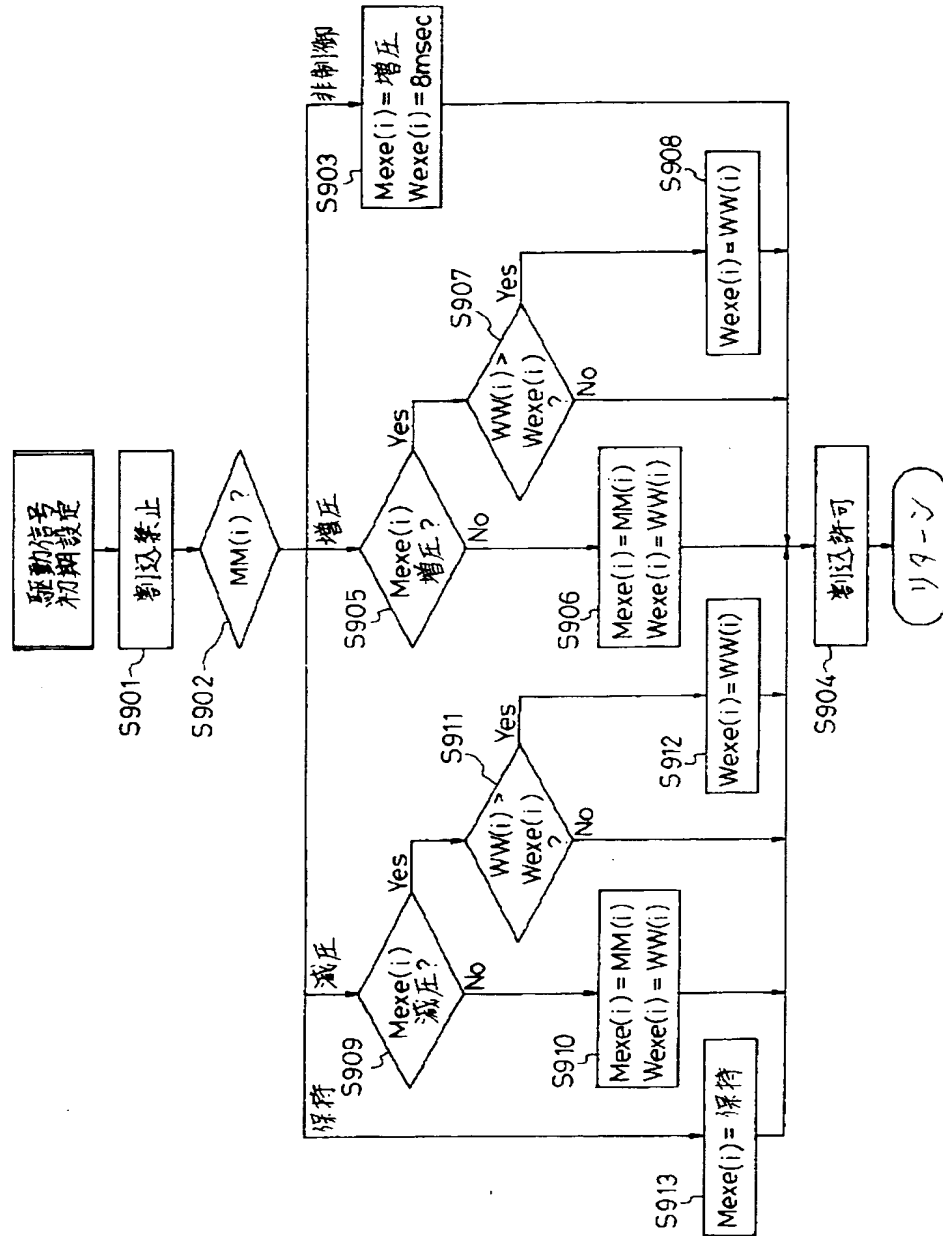 駆動信号
初期設定
S901
割込禁止
S902
MM(i) ?
保持
減圧
増圧
非制御
S903
Mexe(i)=増圧
Wexe(i)=8msec
S909
Mexe(i)
減圧?
Yes
No
S905
Mexe(i)
増圧?
Yes
No
S911
WW(i) >
Wexe(i)
?
Yes
No
S907
WW(i) >
Wexe(i)
?
Yes
No
S910
Mexe(i)=MM(i)
Wexe(i)=WW(i)
S906
Mexe(i)=MM(i)
Wexe(i)=WW(i)
S913
Mexe(i)=保持
S912
Wexe(i)=WW(i)
S908
Wexe(i)=WW(i)
S904
割込許可
リターン